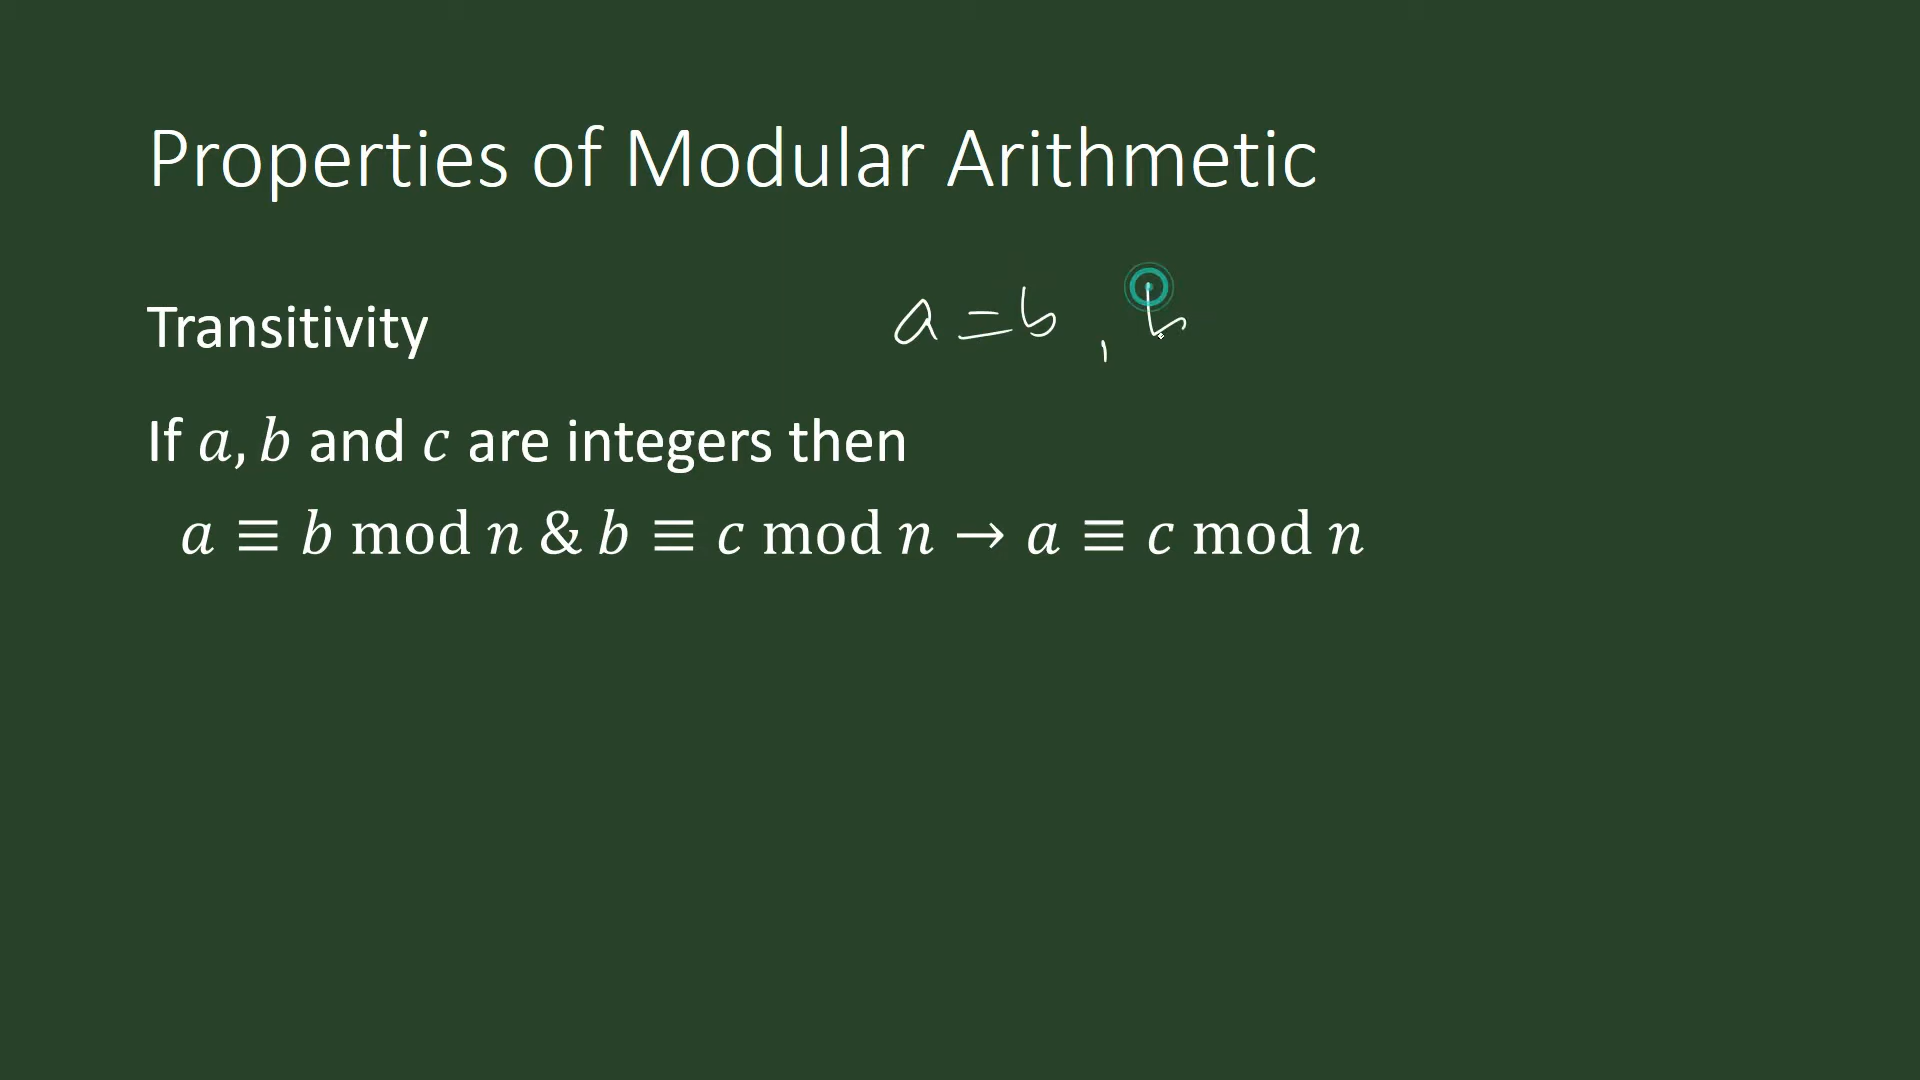 Properties of Modular Arithmetic
Transitivity
a = b , b
If a, b and c are integers then
a ≡ b mod n & b ≡ c mod n → a ≡ c mod n